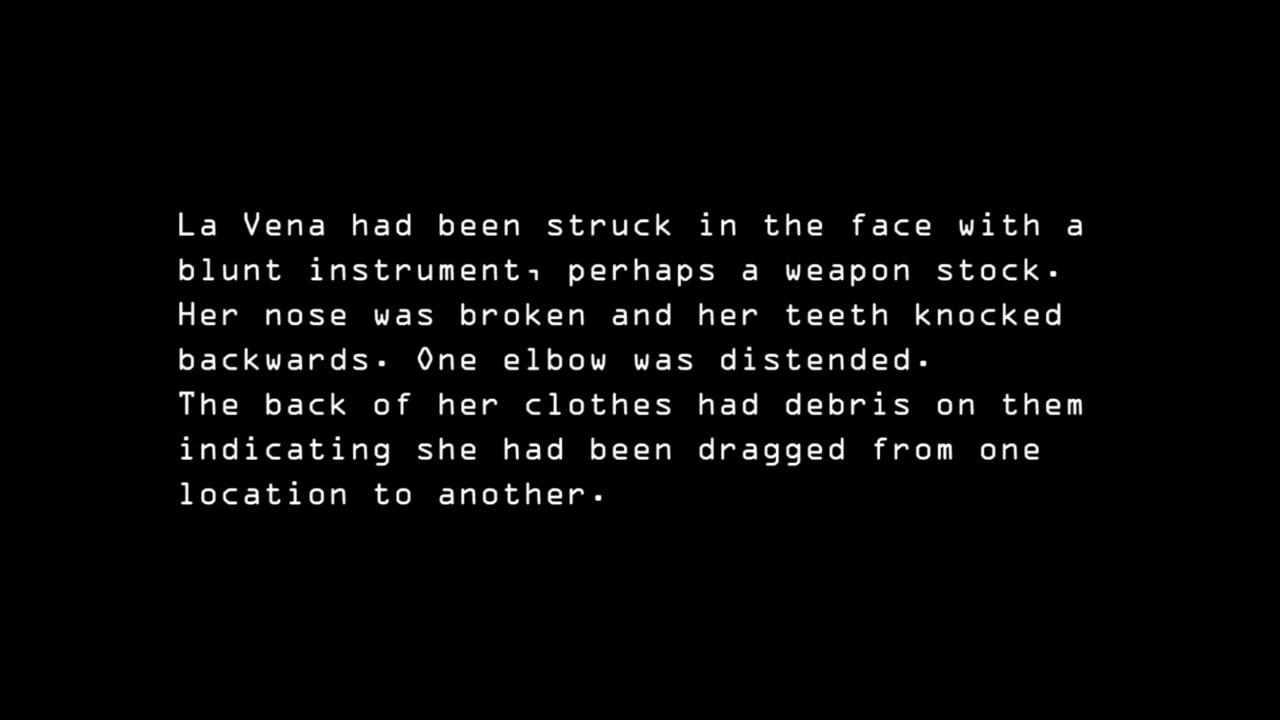 La Vena had been struck in the face with a
blunt instrument, perhaps a weapon stock.
Her nose was broken and her teeth knocked
backwards. One elbow was distended.
The back of her clothes had debris on them
indicating she had been dragged from one
location to another.